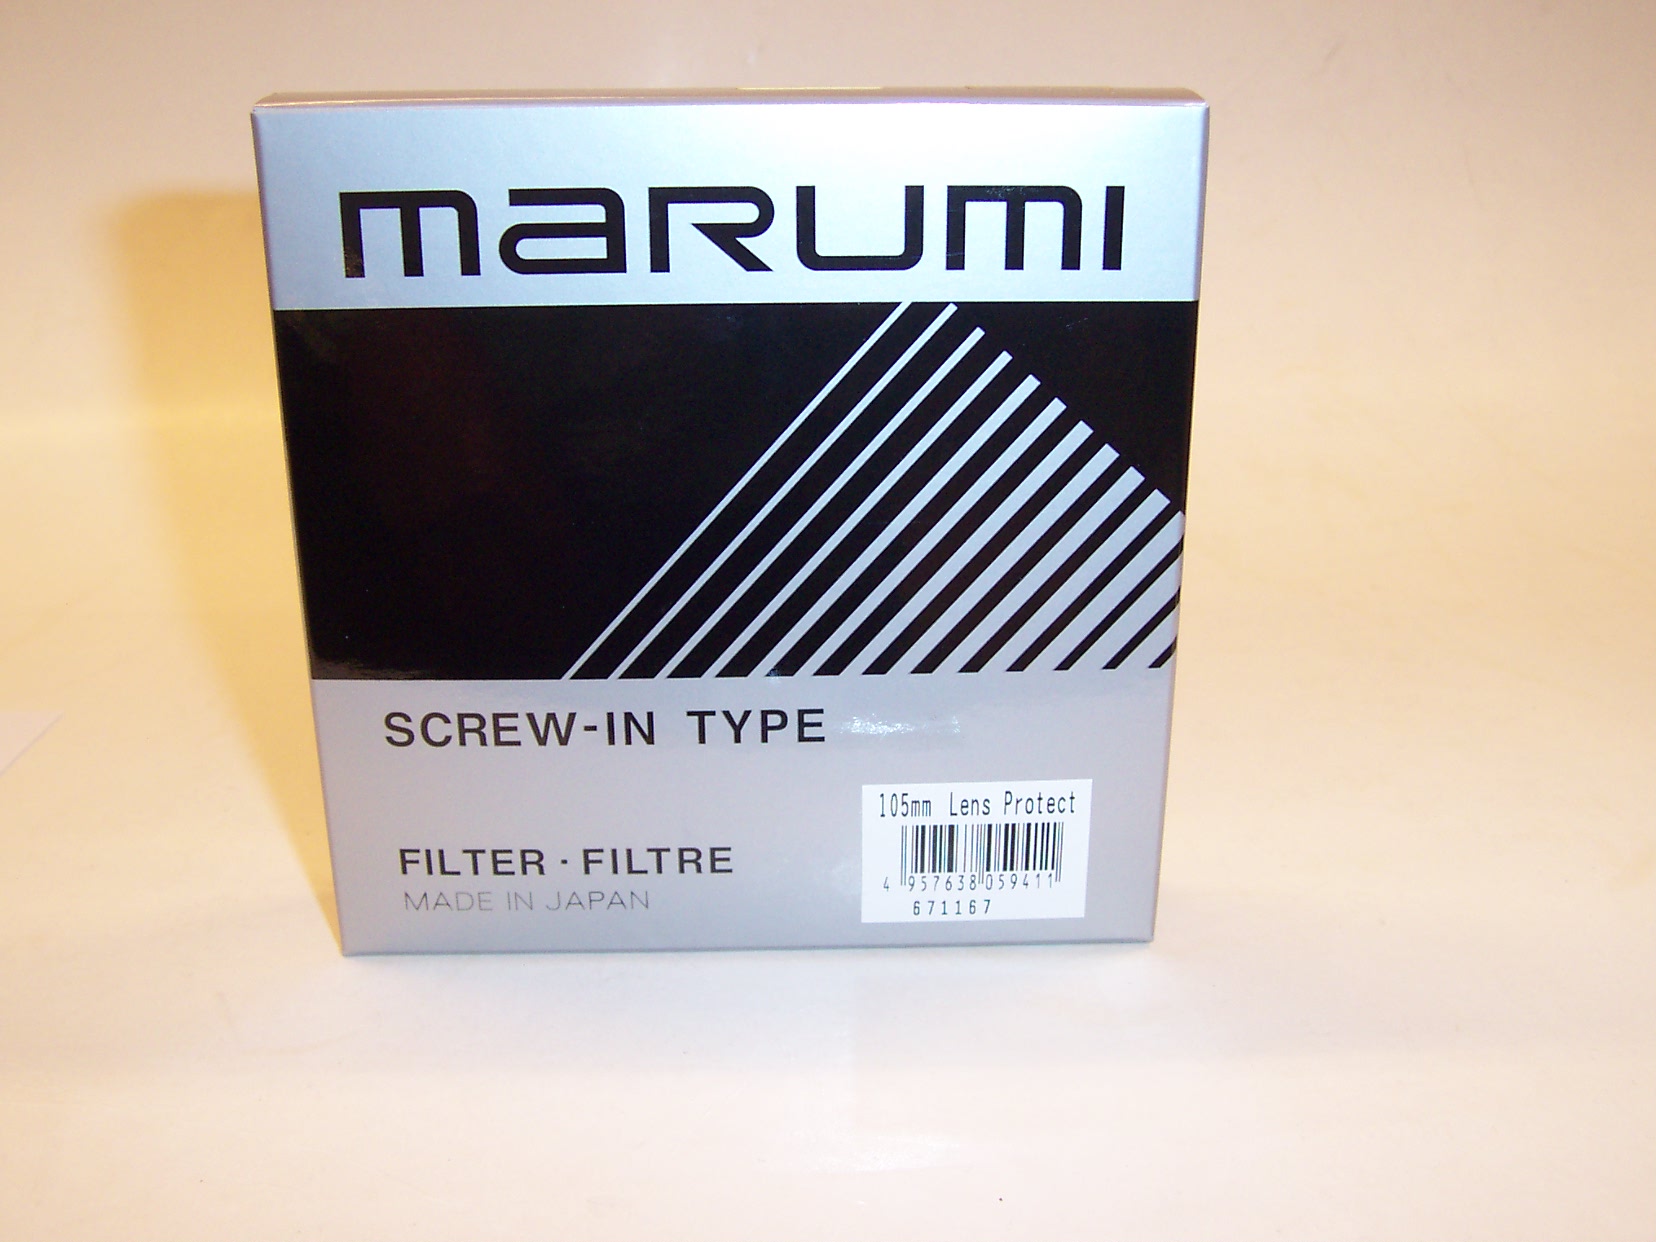 marumi
SCREW-IN TYPE
105mm Lens Protect
4 957638 059411
671167
FILTER · FILTRE
MADE IN JAPAN